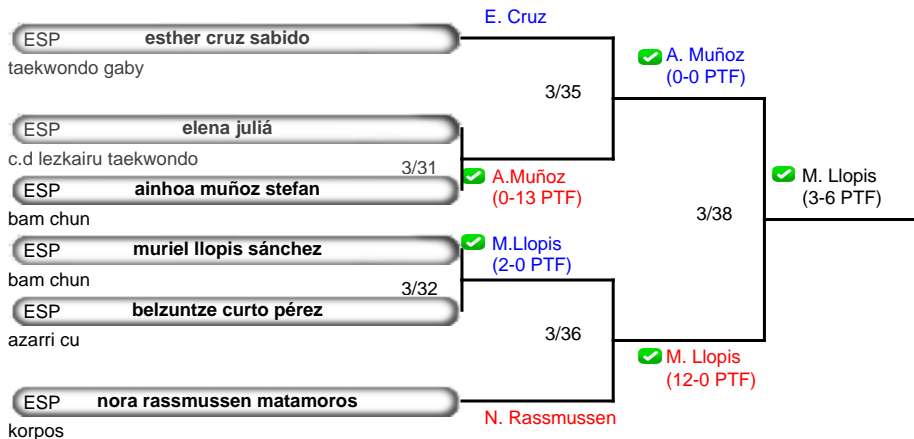 E. Cruz
ESP esther cruz sabido
taekwondo gaby
A. Muñoz
(0-0 PTF)
3/35
ESP elena juliá
c.d lezkairu taekwondo
3/31
ESP ainhoa muñoz stefan
bam chun
A.Muñoz
(0-13 PTF)
M. Llopis
(3-6 PTF)
3/38
ESP muriel llopis sánchez
bam chun
M.Llopis
(2-0 PTF)
3/32
ESP belzuntze curto pérez
azarri cu
3/36
M. Llopis
(12-0 PTF)
ESP nora rassmussen matamoros
korpos
N. Rassmussen